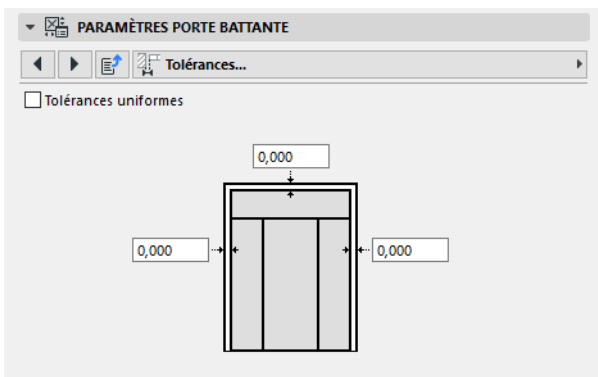 PARAMÈTRES PORTE BATTANTE
Tolérances...
Tolérances uniformes
0,000
0,000
0,000